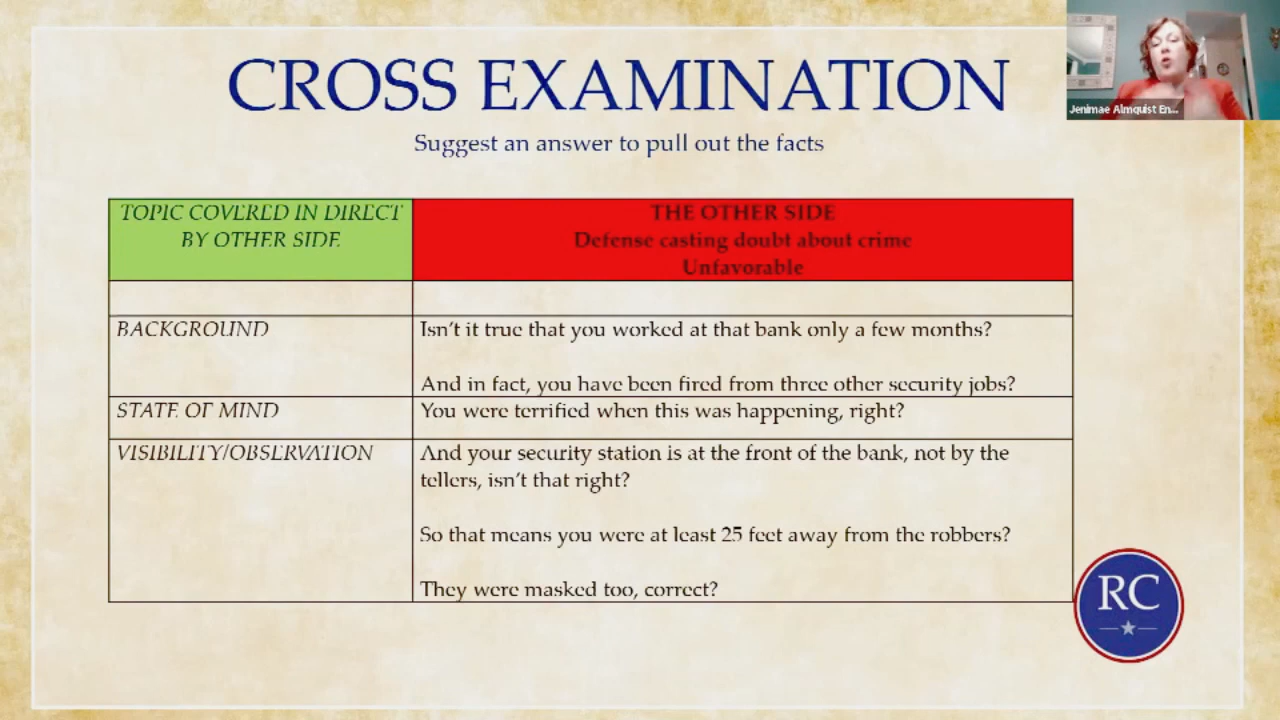 CROSS EXAMINATION
Suggest an answer to pull out the facts
Jenimae Almquist En...
TOPIC COVERED IN DIRECT
BY OTHER SIDE
THE OTHER SIDE
Defense casting doubt about crime
Unfavorable
BACKGROUND
Isn't it true that you worked at that bank only a few months?
And in fact, you have been fired from three other security jobs?
STATE OF MIND
You were terrified when this was happening, right?
VISIBILITY/OBSERVATION
And your security station is at the front of the bank, not by the
tellers, isn't that right?
So that means you were at least 25 feet away from the robbers?
They were masked too, correct?
RC